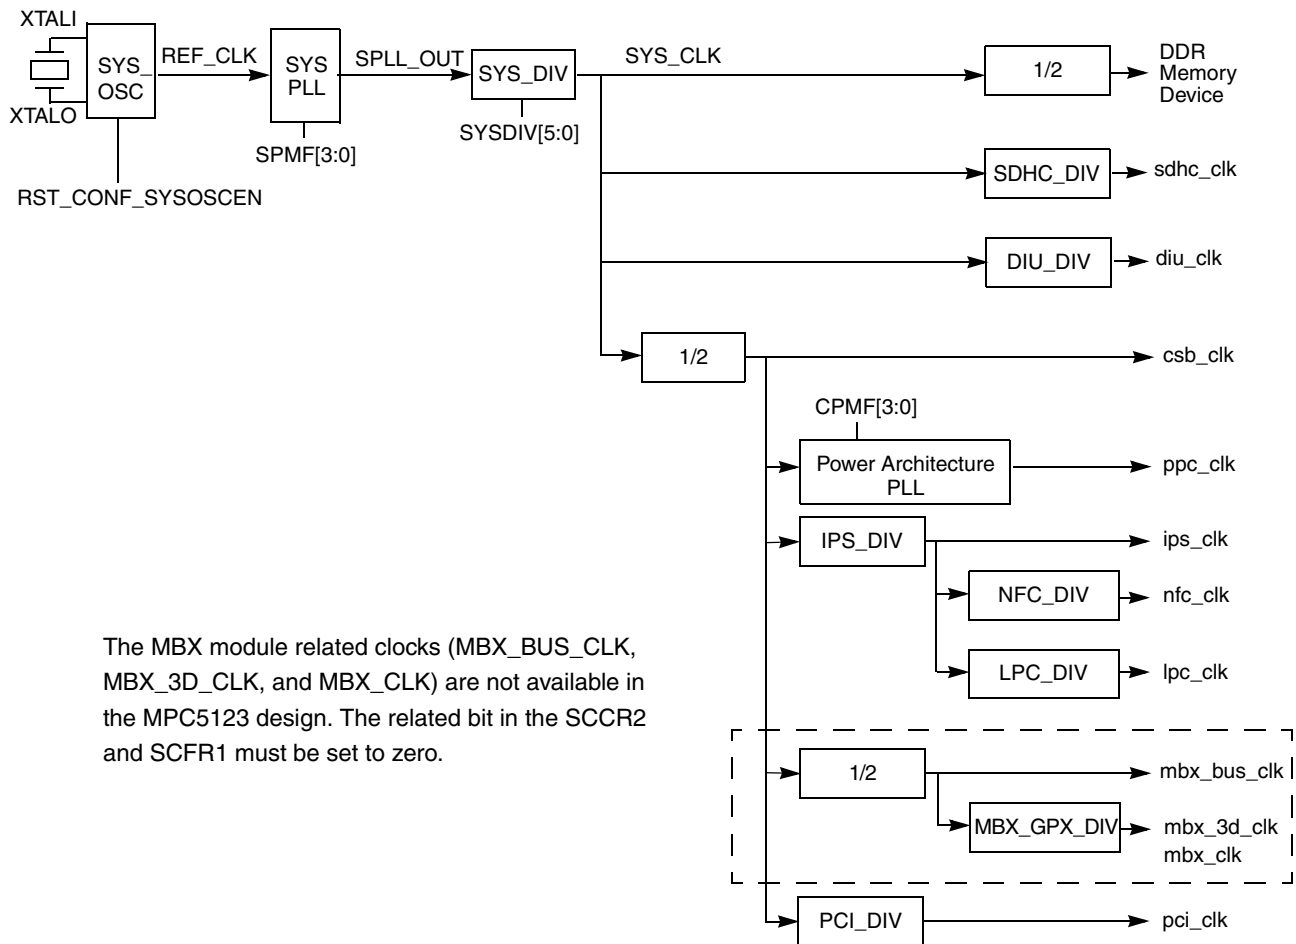 XTALI
SYS_
OSC
XTALO
RST_CONF_SYSOSCEN
REF_CLK
SYS
PLL
SPMF[3:0]
SPLL_OUT
SYS_DIV
SYSDIV[5:0]
SYS_CLK
1/2
DDR
Memory
Device
SDHC_DIV
sdhc_clk
DIU_DIV
diu_clk
1/2
csb_clk
CPMF[3:0]
Power Architecture
PLL
ppc_clk
IPS_DIV
ips_clk
NFC_DIV
nfc_clk
LPC_DIV
lpc_clk
The MBX module related clocks (MBX_BUS_CLK,
MBX_3D_CLK, and MBX_CLK) are not available in
the MPC5123 design. The related bit in the SCCR2
and SCFR1 must be set to zero.
1/2
mbx_bus_clk
MBX_GPX_DIV
mbx_3d_clk
mbx_clk
PCI_DIV
pci_clk